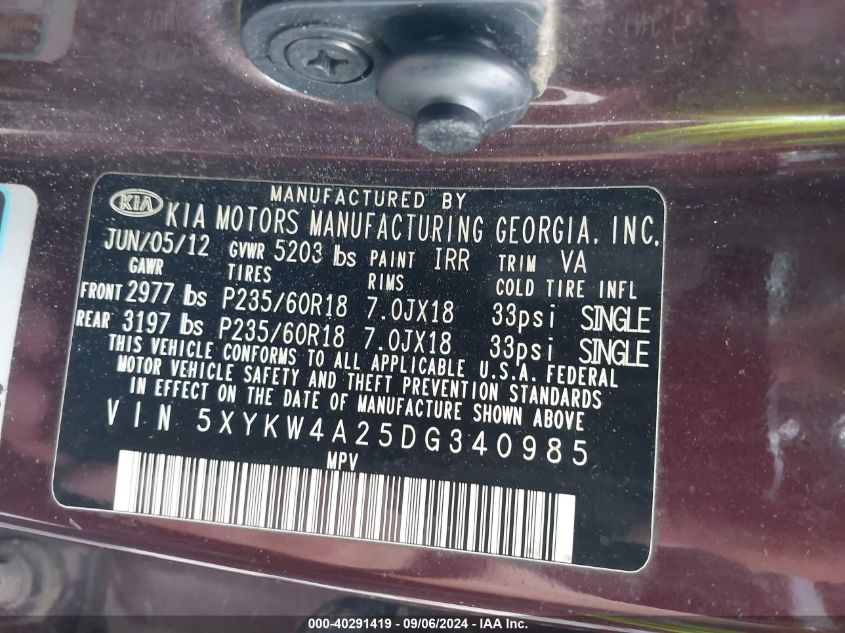 MANUFACTURED BY
KIA KIA MOTORS MANUFACTURING GEORGIA, INC.
JUN/05/12 GVWR 5203 lbs PAINT IRR TRIM VA
GAWR TIRES RIMS COLD TIRE INFL
FRONT 2977 lbs P235/60R18 7.0JX18 33psi SINGLE
REAR 3197 lbs P235/60R18 7.0JX18 33psi SINGLE
THIS VEHICLE CONFORMS TO ALL APPLICABLE U.S.A. FEDERAL
MOTOR VEHICLE SAFETY AND THEFT PREVENTION STANDARDS
IN EFFECT ON THE DATE OF MANUFACTURE SHOWN ABOVE
VIN 5XYKW4A25DG340985
MPV
000-40291419 - 09/06/2024 - IAAI Inc.